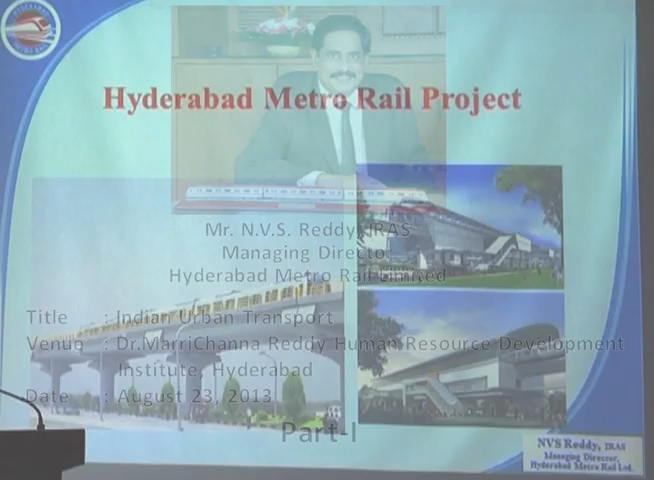 Hyderabad Metro Rail Project
Mr. N.V.S. Reddy, IRAS
Managing Director
Hyderabad Metro Rail Limited
Title : Indian Urban Transport
Venue : Dr.MarriChanna Reddy Human Resource Development
Institute, Hyderabad
Date : August 23, 2013
Part-I
NVS Reddy, IRAS
Managing Director,
Hyderabad Metro Rail Ltd.